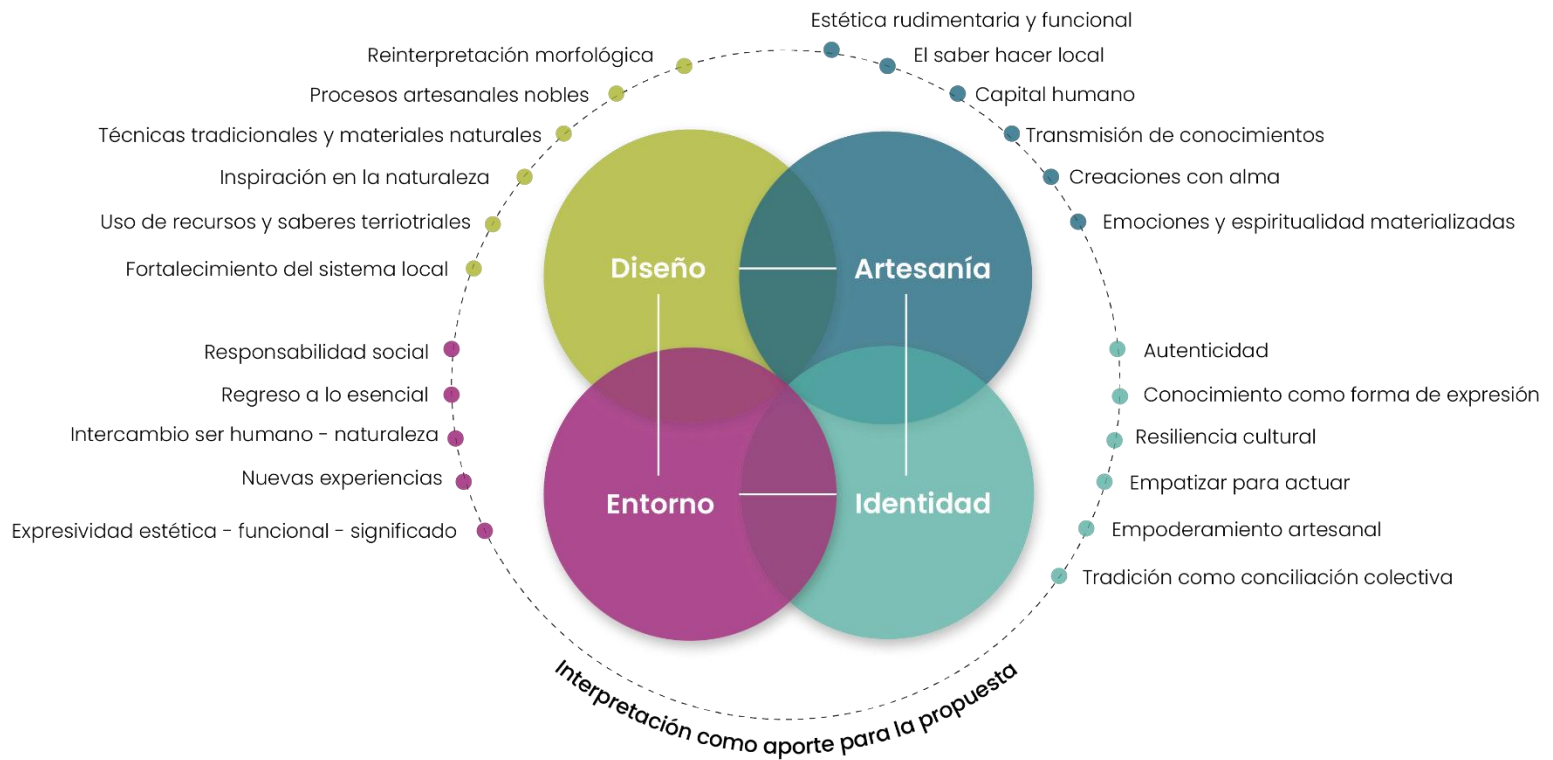 Estética rudimentaria y funcional
Reinterpretación morfológica
El saber hacer local
Procesos artesanales nobles
Capital humano
Técnicas tradicionales y materiales naturales
Transmisión de conocimientos
Inspiración en la naturaleza
Creaciones con alma
Uso de recursos y saberes terriotriales
Emociones y espiritualidad materializadas
Fortalecimiento del sistema local
Diseño
Artesanía
Responsabilidad social
Autenticidad
Regreso a lo esencial
Conocimiento como forma de expresión
Intercambio ser humano - naturaleza
Resiliencia cultural
Nuevas experiencias
Empatizar para actuar
Entorno
Identidad
Expresividad estética - funcional - significado
Empoderamiento artesanal
Tradición como conciliación colectiva
Interpretación como aporte para la propuesta